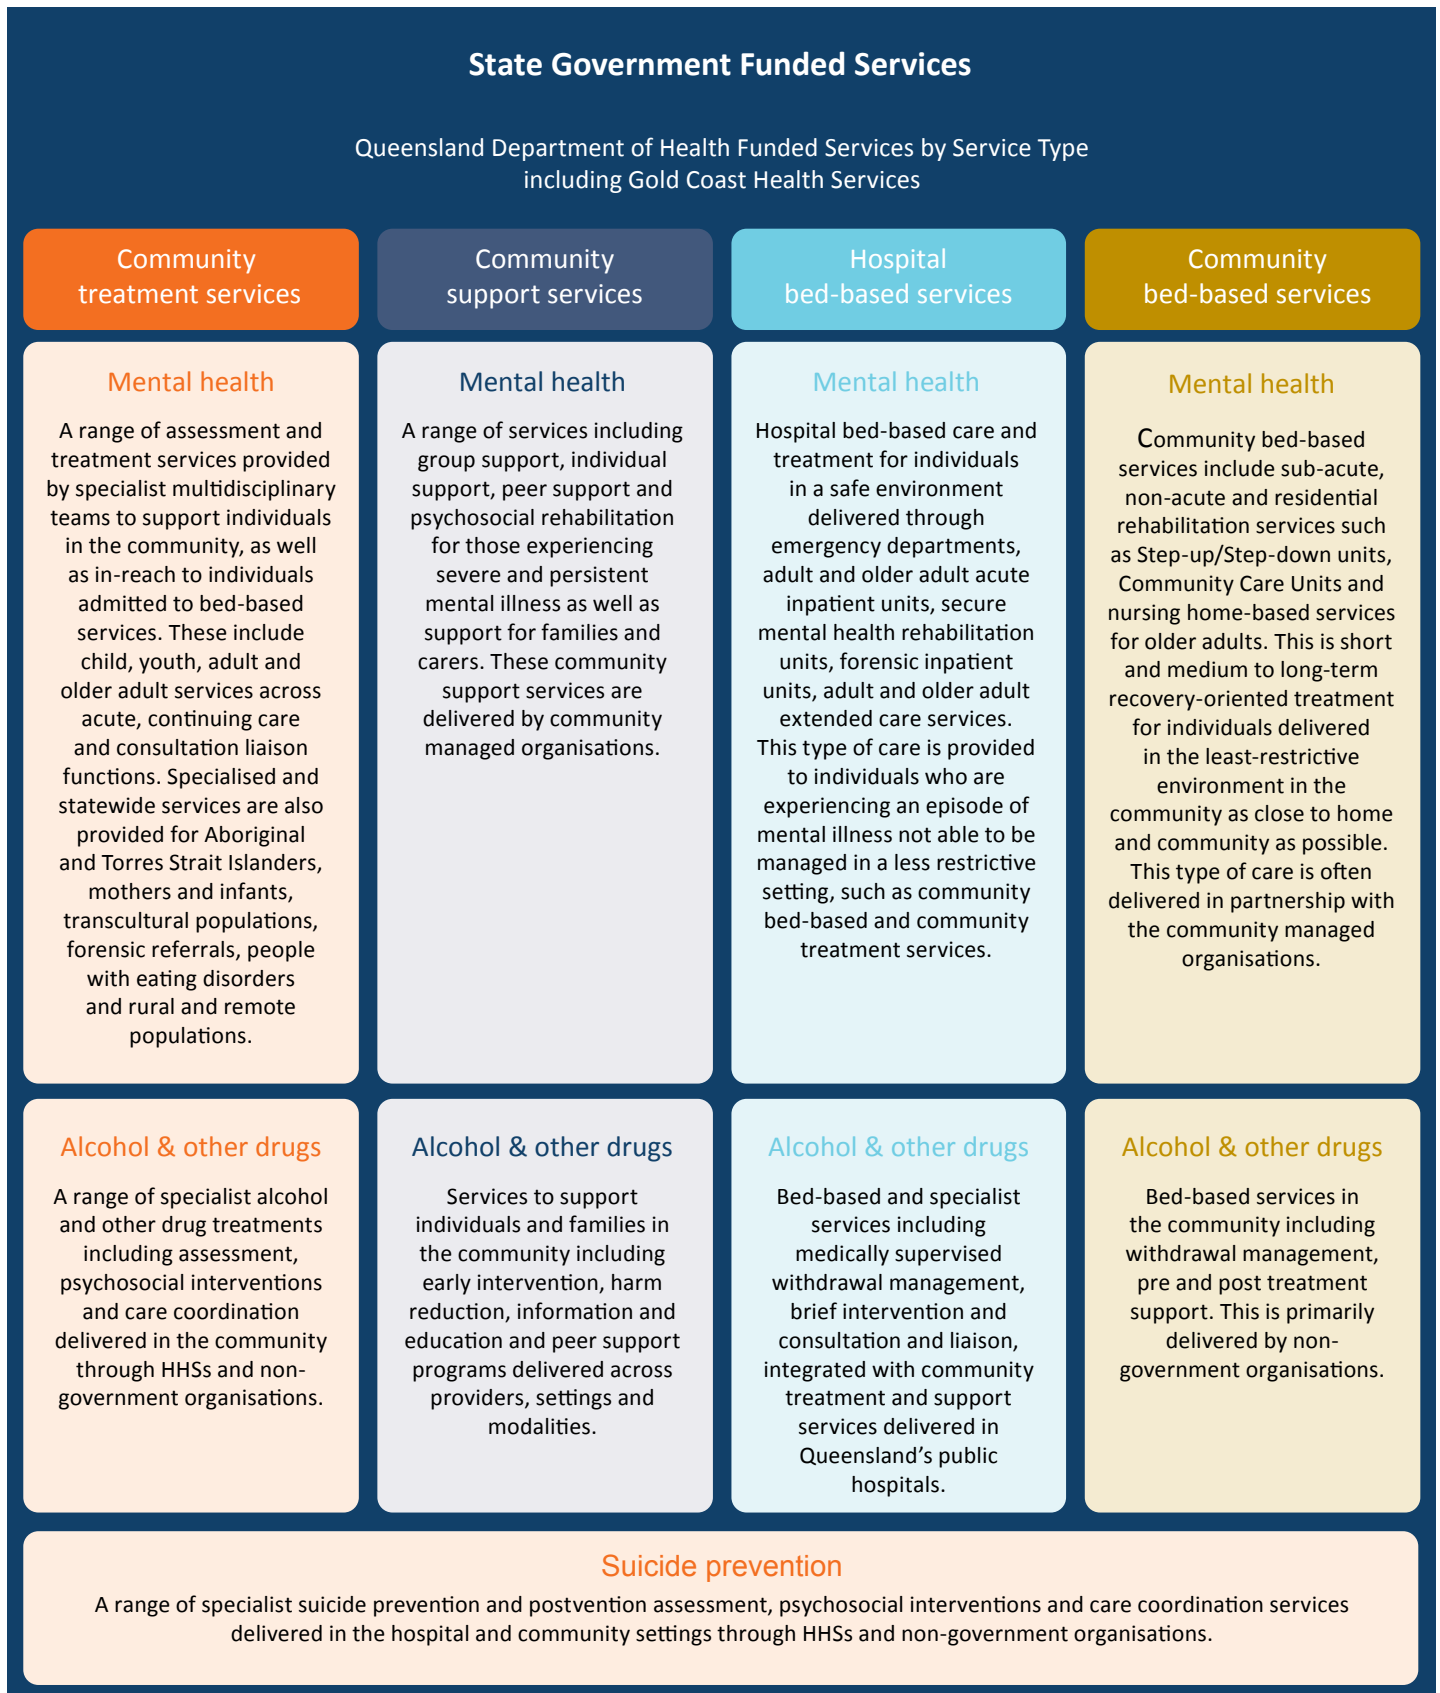 State Government Funded Services
Queensland Department of Health Funded Services by Service Type
including Gold Coast Health Services
Community
treatment services
Mental health
A range of assessment and
treatment services provided
by specialist multidisciplinary
teams to support individuals
in the community, as well
as in-reach to individuals
admitted to bed-based
services. These include
child, youth, adult and
older adult services across
acute, continuing care
and consultation liaison
functions. Specialised and
statewide services are also
provided for Aboriginal
and Torres Strait Islanders,
mothers and infants,
transcultural populations,
forensic referrals, people
with eating disorders
and rural and remote
populations.
Alcohol & other drugs
A range of specialist alcohol
and other drug treatments
including assessment,
psychosocial interventions
and care coordination
delivered in the community
through HHSs and non-
government organisations.
Community
support services
Mental health
A range of services including
group support, individual
support, peer support and
psychosocial rehabilitation
for those experiencing
severe and persistent
mental illness as well as
support for families and
carers. These community
support services are
delivered by community
managed organisations.
Alcohol & other drugs
Services to support
individuals and families in
the community including
early intervention, harm
reduction, information and
education and peer support
programs delivered across
providers, settings and
modalities.
Hospital
bed-based services
Mental health
Hospital bed-based care and
treatment for individuals
in a safe environment
delivered through
emergency departments,
adult and older adult acute
inpatient units, secure
mental health rehabilitation
units, forensic inpatient
units, adult and older adult
extended care services.
This type of care is provided
to individuals who are
experiencing an episode of
mental illness not able to be
managed in a less restrictive
setting, such as community
bed-based and community
treatment services.
Alcohol & other drugs
Bed-based and specialist
services including
medically supervised
withdrawal management,
brief intervention and
consultation and liaison,
integrated with community
treatment and support
services delivered in
Queensland’s public
hospitals.
Community
bed-based services
Mental health
Community bed-based
services include sub-acute,
non-acute and residential
rehabilitation services such
as Step-up/Step-down units,
Community Care Units and
nursing home-based services
for older adults. This is short
and medium to long-term
recovery-oriented treatment
for individuals delivered
in the least-restrictive
environment in the
community as close to home
and community as possible.
This type of care is often
delivered in partnership with
the community managed
organisations.
Alcohol & other drugs
Bed-based services in
the community including
withdrawal management,
pre and post treatment
support. This is primarily
delivered by non-
government organisations.
Suicide prevention
A range of specialist suicide prevention and postvention assessment, psychosocial interventions and care coordination services
delivered in the hospital and community settings through HHSs and non-government organisations.